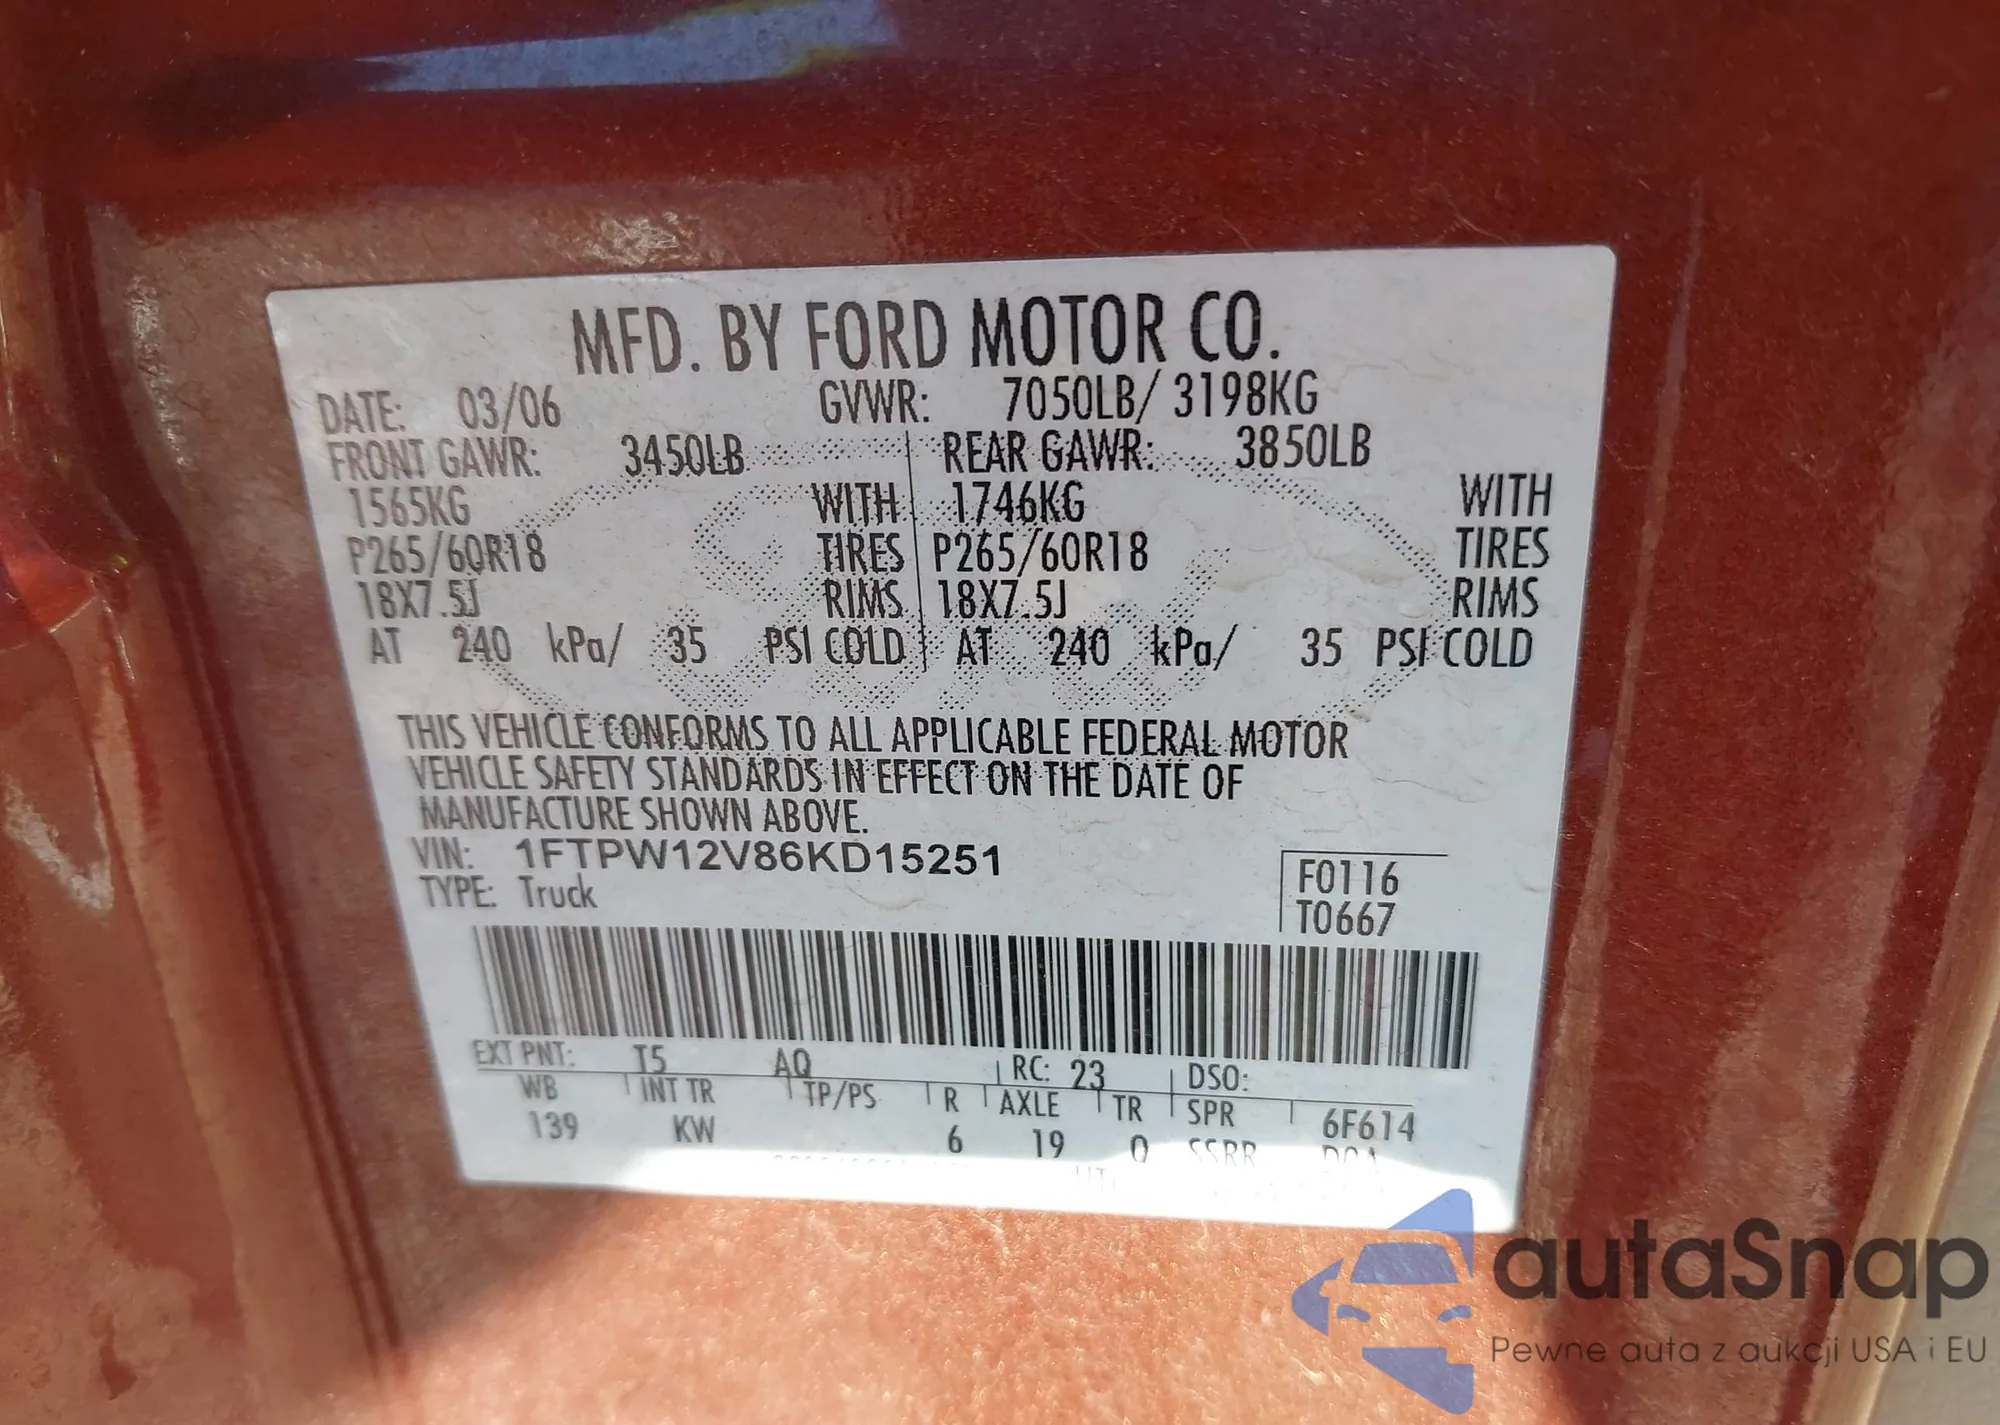 MFD. BY FORD MOTOR CO.
DATE: 03/06 GVWR: 7050LB/ 3198KG
FRONT GAWR: 3450LB REAR GAWR: 3850LB
1565KG WITH 1746KG WITH
P265/60R18 TIRES P265/60R18 TIRES
18X7.5J RIMS 18X7.5J RIMS
AT 240 kPa/ 35 PSI COLD AT 240 kPa/ 35 PSI COLD
THIS VEHICLE CONFORMS TO ALL APPLICABLE FEDERAL MOTOR
VEHICLE SAFETY STANDARDS IN EFFECT ON THE DATE OF
MANUFACTURE SHOWN ABOVE.
VIN: 1FTPW12V86KD15251
TYPE: Truck
F0116
T0667
EXT PNT: T5 AQ RC: 23 DSO:
WB INT TR TP/PS R AXLE TR SPR 6F614
139 KW 6 19 Q SSRR
autaSnap
Pewne auta z aukcji USA i EU